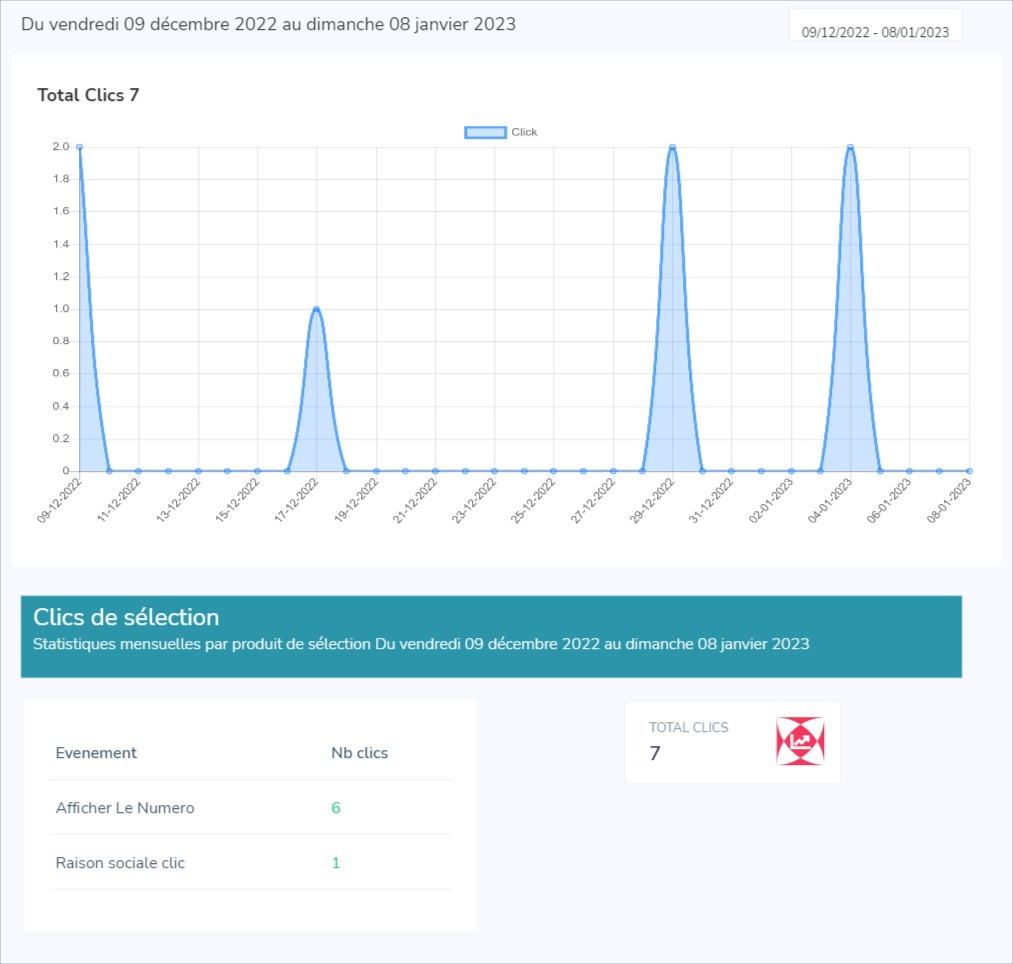 Du vendredi 09 décembre 2022 au dimanche 08 janvier 2023
09/12/2022 - 08/01/2023
Total Clics 7
Click
2.0
1.8
1.6
1.4
1.2
1.0
0.8
0.6
0.4
0.2
0
09-12-2022
11-12-2022
13-12-2022
15-12-2022
17-12-2022
19-12-2022
21-12-2022
23-12-2022
25-12-2022
27-12-2022
29-12-2022
31-12-2022
02-01-2023
04-01-2023
06-01-2023
08-01-2023
Clics de sélection
Statistiques mensuelles par produit de sélection Du vendredi 09 décembre 2022 au dimanche 08 janvier 2023
Evenement Nb clics
Afficher Le Numero 6
Raison sociale clic 1
TOTAL CLICS
7